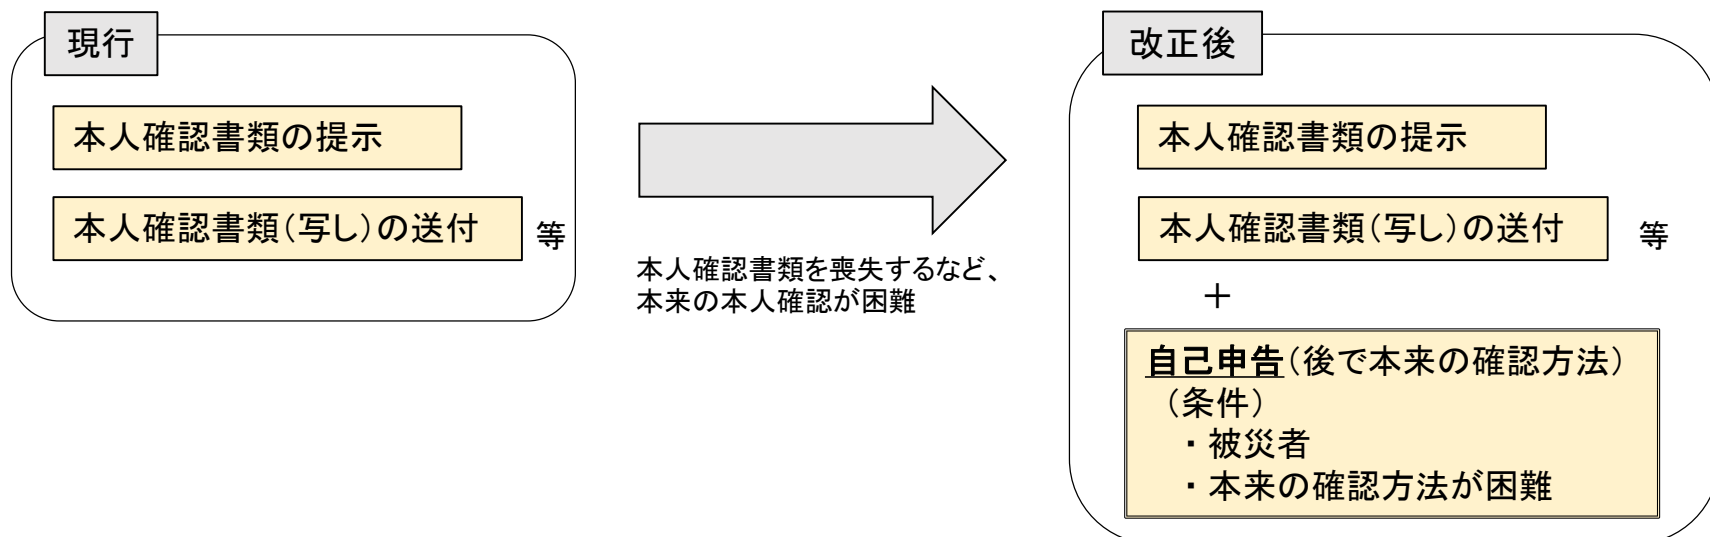 現行
本人確認書類の提示
本人確認書類(写し)の送付
等
本人確認書類を喪失するなど、
本来の本人確認が困難
改正後
本人確認書類の提示
本人確認書類(写し)の送付
等
+
自己申告(後で本来の確認方法)
(条件)
・被災者
・本来の確認方法が困難